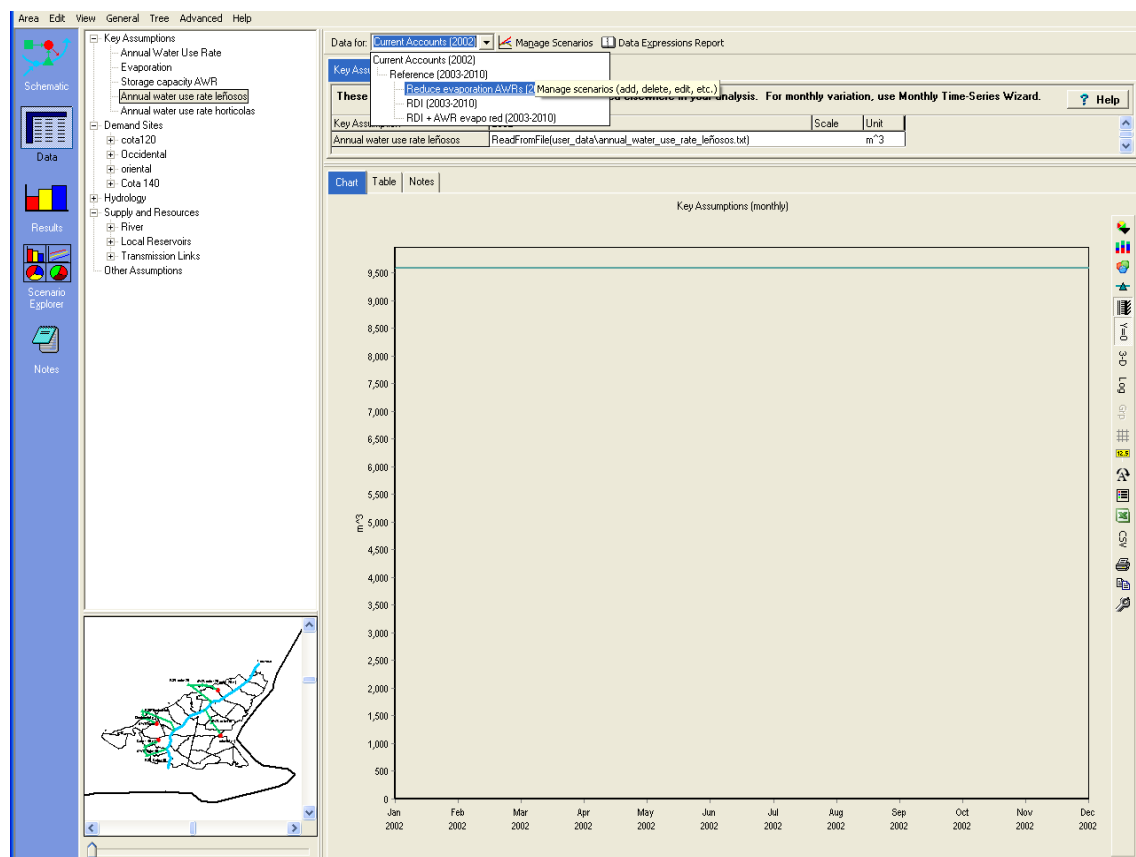 Area Edit View General Tree Advanced Help
Schematic
Data
Results
Scenario
Explorer
Notes
Key Assumptions
Annual Water Use Rate
Evaporation
Storage capacity AWR
Annual water use rate leñosos
Annual water use rate horticolas
Demand Sites
cota120
Occidental
oriental
Cota 140
Hydrology
Supply and Resources
River
Local Reservoirs
Transmission Links
Other Assumptions
Data for: Current Accounts (2002) Manage Scenarios Data Expressions Report
Current Accounts (2002)
Reference (2003-2010)
Reduce evaporation AWRs (2 Manage scenarios (add, delete, edit, etc.)
RDI (2003-2010)
RDI + AWR evapo red (2003-2010)
Key Ass
These elsewhere in your analysis. For monthly variation, use Monthly Time-Series Wizard. ? Help
Key Ass Scale Unit
Annual water use rate leñosos ReadFromFile(user_data\annual_water_use_rate_leñosos.txt) m^3
Chart Table Notes
Key Assumptions (monthly)
9,500
9,000
8,500
8,000
7,500
7,000
6,500
6,000
5,500
5,000
4,500
4,000
3,500
3,000
2,500
2,000
1,500
1,000
500
0
m^3
Jan Feb Mar Apr May Jun Jul Aug Sep Oct Nov Dec
2002 2002 2002 2002 2002 2002 2002 2002 2002 2002 2002 2002
Y=0
3-D
Log
Grp
12.5
CSV